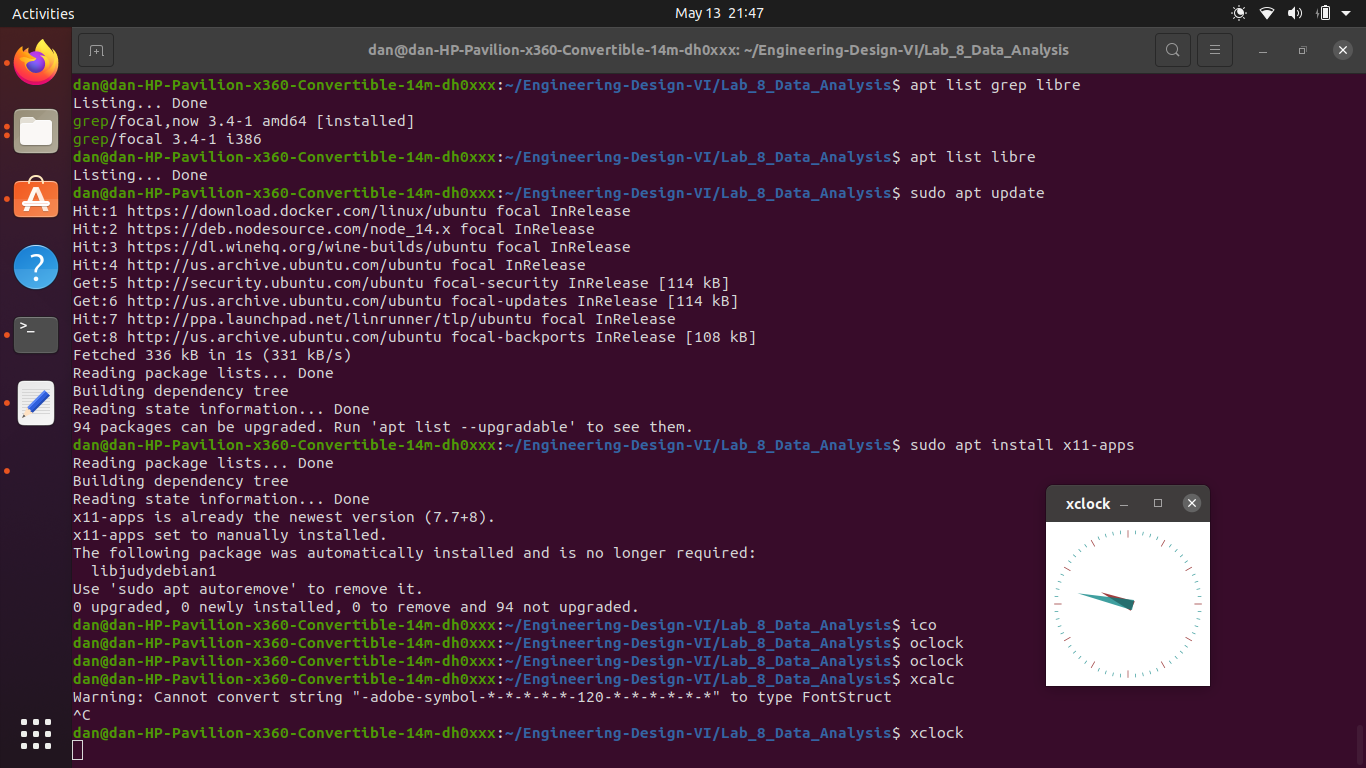 Activities
May 13 21:47
dan@dan-HP-Pavilion-x360-Convertible-14m-dh0xxx: ~/Engineering-Design-VI/Lab_8_Data_Analysis
dan@dan-HP-Pavilion-x360-Convertible-14m-dh0xxx:~/Engineering-Design-VI/Lab_8_Data_Analysis$ apt list grep libre
Listing... Done
grep/focal,now 3.4-1 amd64 [installed]
grep/focal 3.4-1 i386
dan@dan-HP-Pavilion-x360-Convertible-14m-dh0xxx:~/Engineering-Design-VI/Lab_8_Data_Analysis$ apt list libre
Listing... Done
dan@dan-HP-Pavilion-x360-Convertible-14m-dh0xxx:~/Engineering-Design-VI/Lab_8_Data_Analysis$ sudo apt update
Hit:1 https://download.docker.com/linux/ubuntu focal InRelease
Hit:2 https://deb.nodesource.com/node_14.x focal InRelease
Hit:3 https://dl.winehq.org/wine-builds/ubuntu focal InRelease
Hit:4 http://us.archive.ubuntu.com/ubuntu focal InRelease
Get:5 http://security.ubuntu.com/ubuntu focal-security InRelease [114 kB]
Get:6 http://us.archive.ubuntu.com/ubuntu focal-updates InRelease [114 kB]
Hit:7 http://ppa.launchpad.net/linrunner/tlp/ubuntu focal InRelease
Get:8 http://us.archive.ubuntu.com/ubuntu focal-backports InRelease [108 kB]
Fetched 336 kB in 1s (331 kB/s)
Reading package lists... Done
Building dependency tree
Reading state information... Done
94 packages can be upgraded. Run 'apt list --upgradable' to see them.
dan@dan-HP-Pavilion-x360-Convertible-14m-dh0xxx:~/Engineering-Design-VI/Lab_8_Data_Analysis$ sudo apt install x11-apps
Reading package lists... Done
Building dependency tree
Reading state information... Done
x11-apps is already the newest version (7.7+8).
x11-apps set to manually installed.
The following package was automatically installed and is no longer required:
  libjudydebian1
Use 'sudo apt autoremove' to remove it.
0 upgraded, 0 newly installed, 0 to remove and 94 not upgraded.
dan@dan-HP-Pavilion-x360-Convertible-14m-dh0xxx:~/Engineering-Design-VI/Lab_8_Data_Analysis$ ico
dan@dan-HP-Pavilion-x360-Convertible-14m-dh0xxx:~/Engineering-Design-VI/Lab_8_Data_Analysis$ oclock
dan@dan-HP-Pavilion-x360-Convertible-14m-dh0xxx:~/Engineering-Design-VI/Lab_8_Data_Analysis$ oclock
dan@dan-HP-Pavilion-x360-Convertible-14m-dh0xxx:~/Engineering-Design-VI/Lab_8_Data_Analysis$ xcalc
Warning: Cannot convert string "-adobe-symbol-*-*-*-*-*-120-*-*-*-*-*-*" to type FontStruct
^C
dan@dan-HP-Pavilion-x360-Convertible-14m-dh0xxx:~/Engineering-Design-VI/Lab_8_Data_Analysis$ xclock
xclock